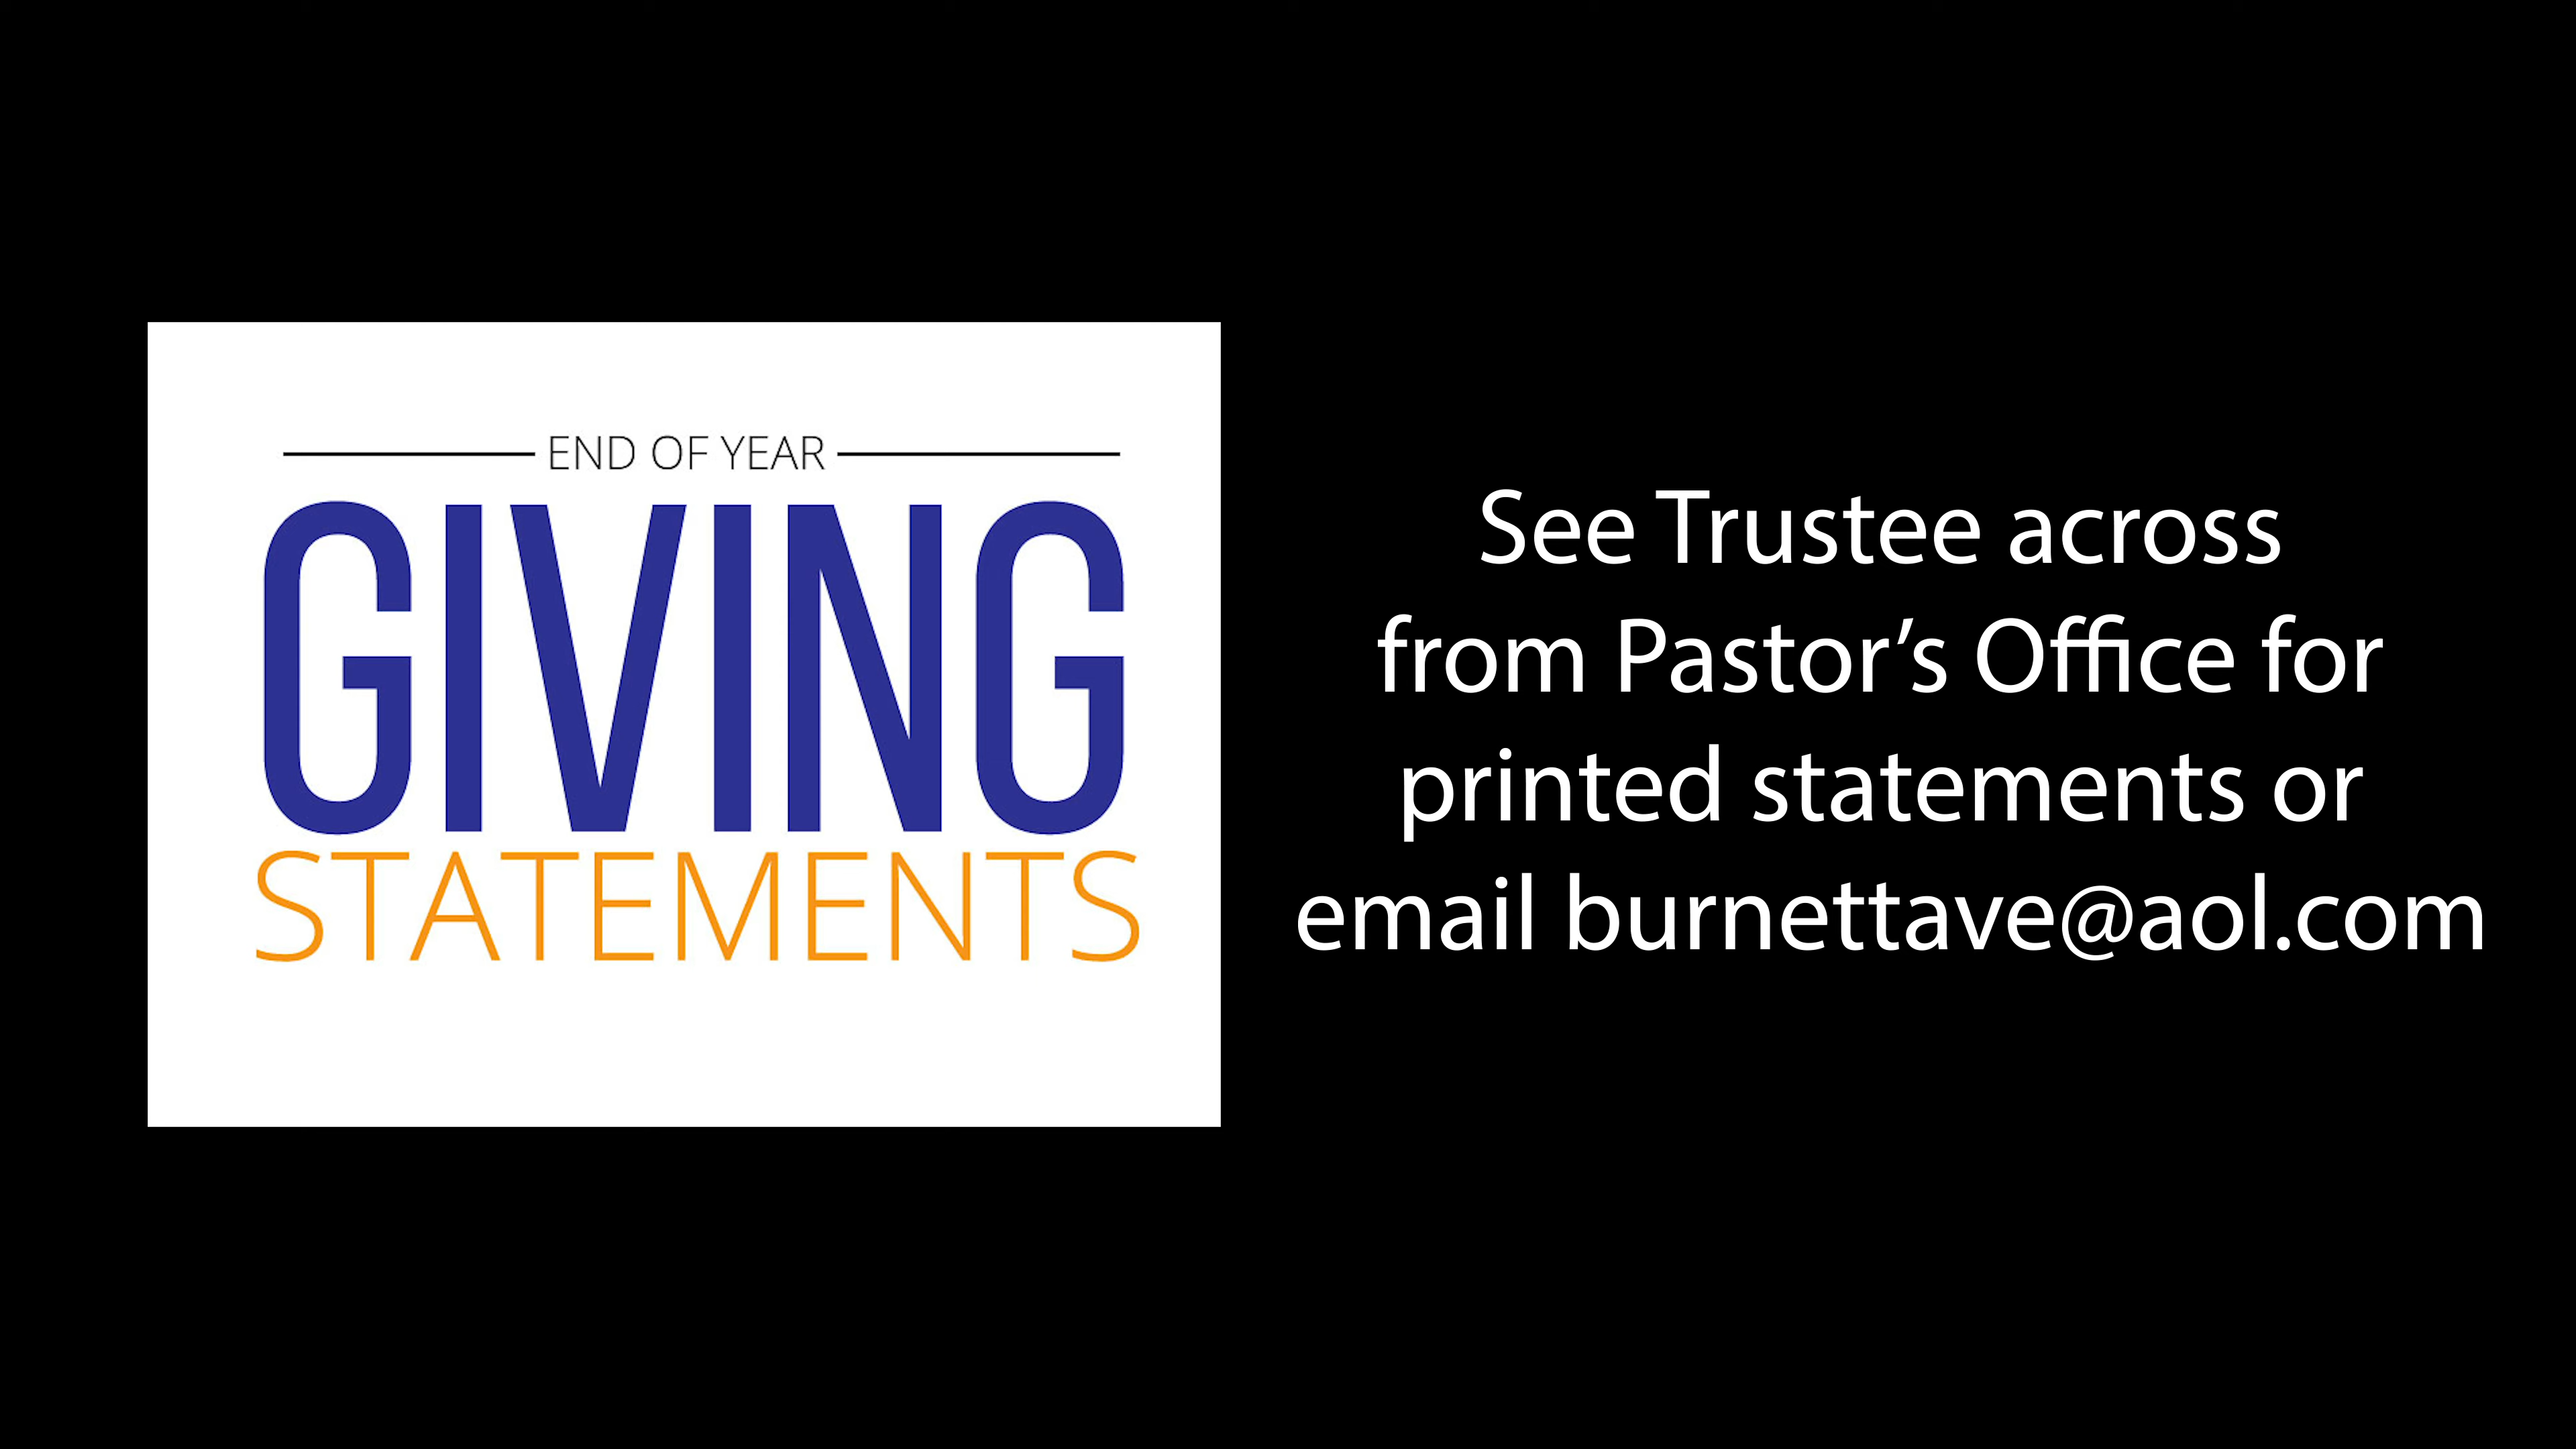 END OF YEAR
GIVING
STATEMENTS
See Trustee across
from Pastor’s Office for
printed statements or
email burnettave@aol.com